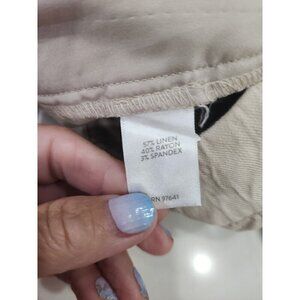 57% LINEN
40% RAYON
3% SPANDEX
RN 97641